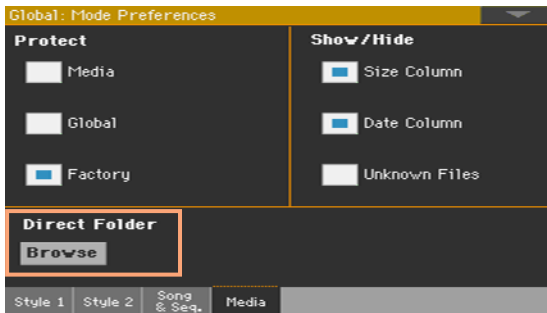 Global: Mode Preferences
Protect
Media
Global
Factory
Show/Hide
Size Column
Date Column
Unknown Files
Direct Folder
Browse
Style 1
Style 2
Song
& Seq.
Media